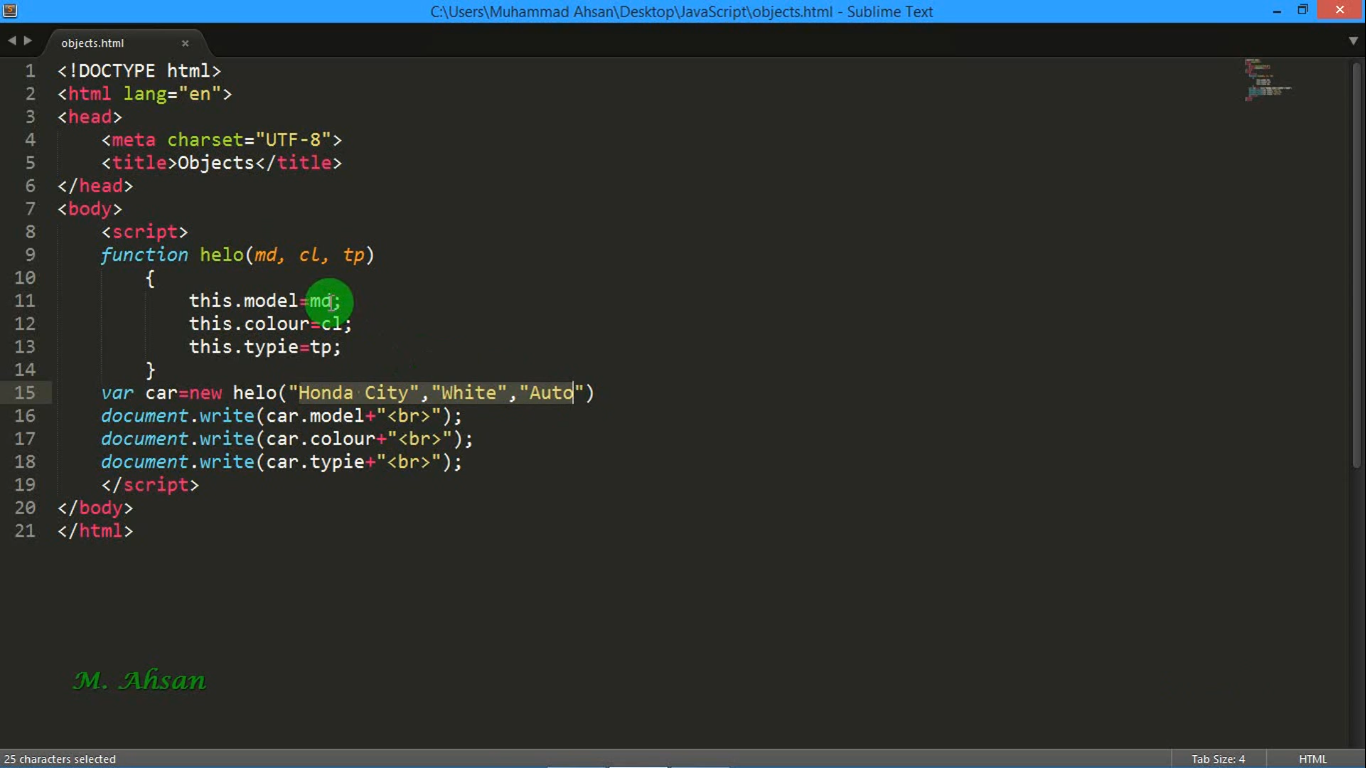 C:\Users\Muhammad Ahsan\Desktop\JavaScript\objects.html - Sublime Text
objects.html
1 <!DOCTYPE html>
2 <html lang="en">
3 <head>
4 <meta charset="UTF-8">
5 <title>Objects</title>
6 </head>
7 <body>
8 <script>
9 function helo(md, cl, tp)
10 {
11 this.model=md;
12 this.colour=cl;
13 this.typie=tp;
14 }
15 var car=new helo("Honda City","White","Auto")
16 document.write(car.model+"<br>");
17 document.write(car.colour+"<br>");
18 document.write(car.typie+"<br>");
19 </script>
20 </body>
21 </html>
M. Ahsan
25 characters selected
Tab Size: 4
HTML